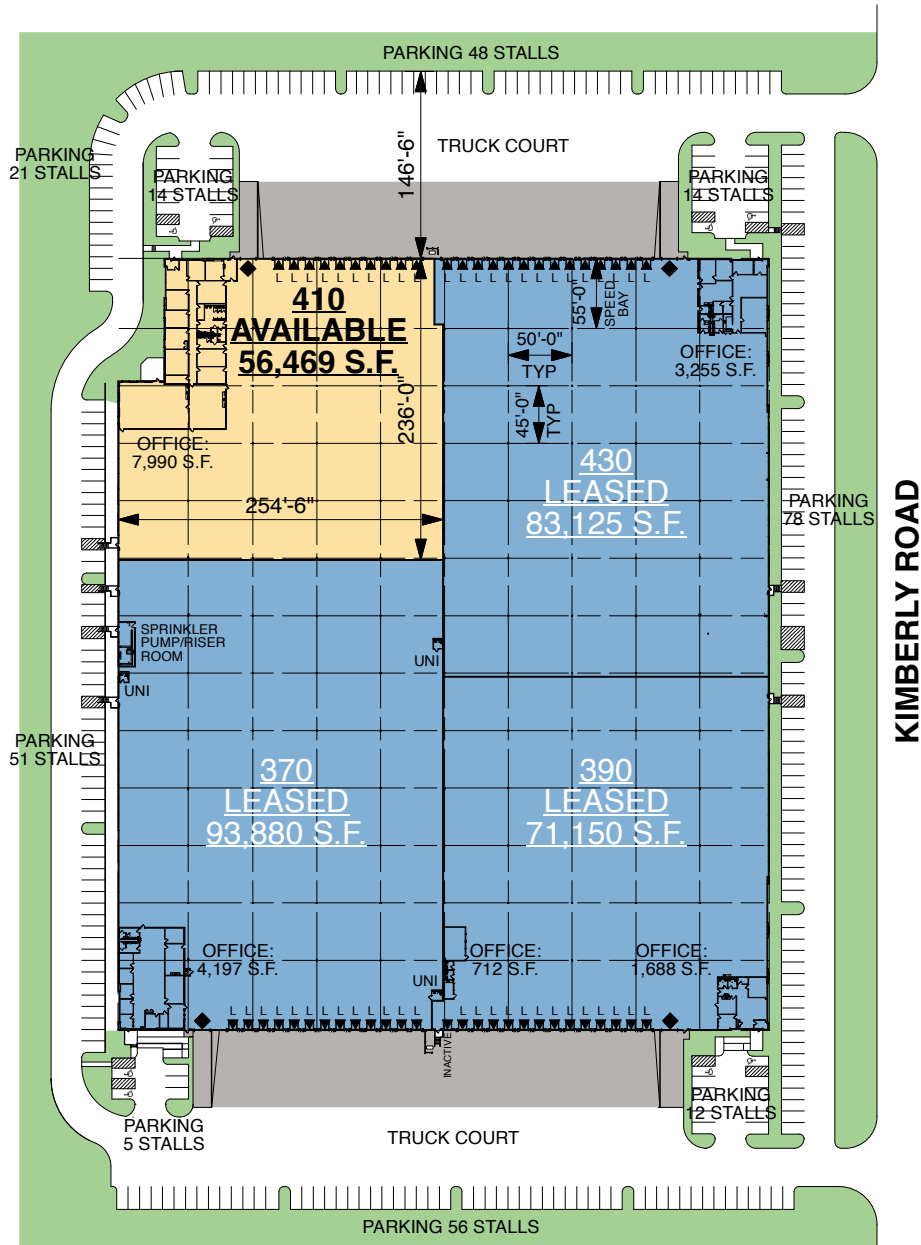 PARKING 48 STALLS
TRUCK COURT
146'-6"
PARKING
21 STALLS
PARKING
14 STALLS
PARKING
14 STALLS
L L L L L L L L L L
L L L L L L L L L L L L L L
410
AVAILABLE
56,469 S.F.
55'-0"
SPEED
BAY
50'-0"
TYP
OFFICE:
3,255 S.F.
236'-0"
45'-0"
TYP
OFFICE:
7,990 S.F.
430
LEASED
83,125 S.F.
254'-6"
PARKING
78 STALLS
KIMBERLY ROAD
SPRINKLER
PUMP/RISER
ROOM
UNI
UNI
PARKING
51 STALLS
370
LEASED
93,880 S.F.
390
LEASED
71,150 S.F.
OFFICE:
4,197 S.F.
OFFICE:
712 S.F.
OFFICE:
1,688 S.F.
UNI
L L L L L L L L L L L L L
L L L L L L L L L L L L L L
INACTIVE
PARKING
5 STALLS
PARKING
12 STALLS
TRUCK COURT
PARKING 56 STALLS